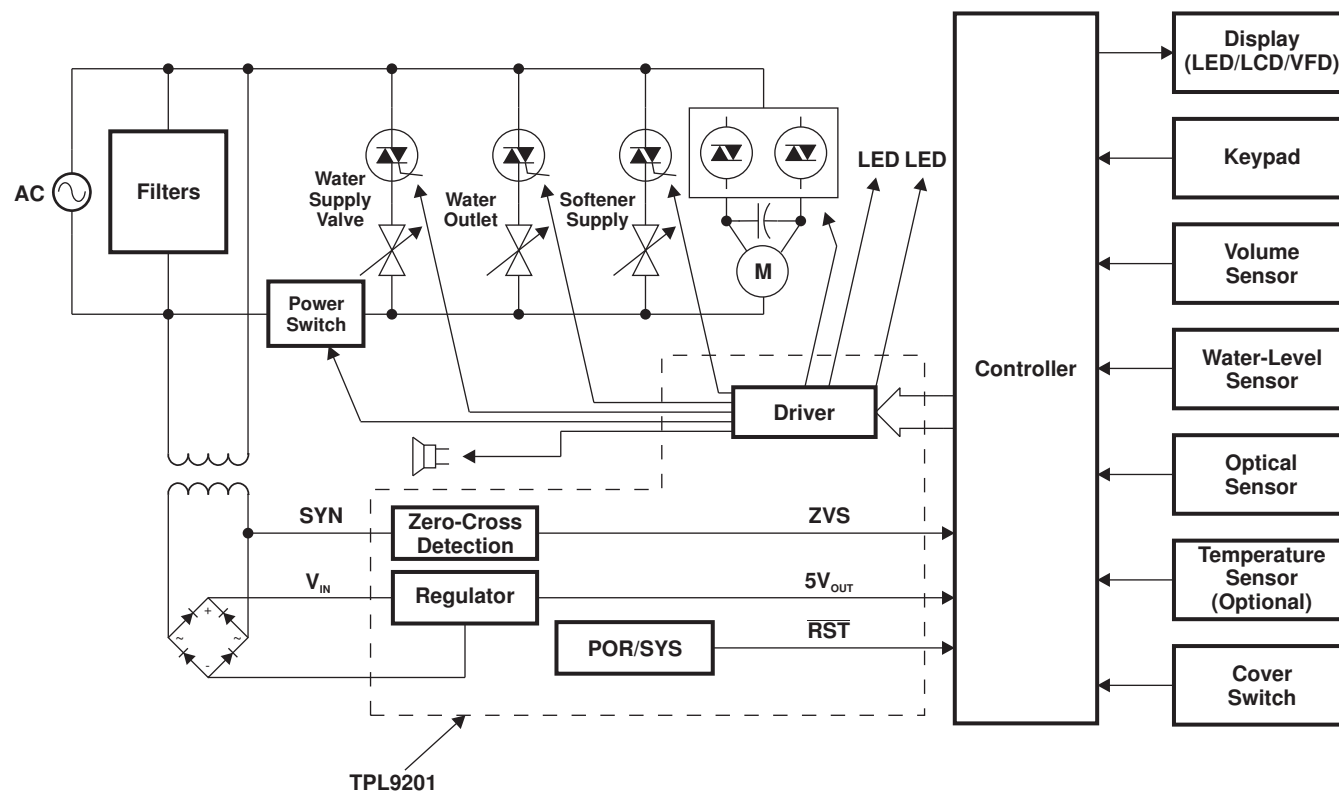 Display
(LED/LCD/VFD)
LED LED
Keypad
AC
Filters
Water
Supply
Valve
Water
Outlet
Softener
Supply
Volume
Sensor
M
Power
Switch
Controller
Water-Level
Sensor
Driver
Optical
Sensor
SYN
Zero-Cross
Detection
ZVS
Temperature
Sensor
(Optional)
VIN
Regulator
5VOUT
+
~
~
-
POR/SYS
RST
Cover
Switch
TPL9201